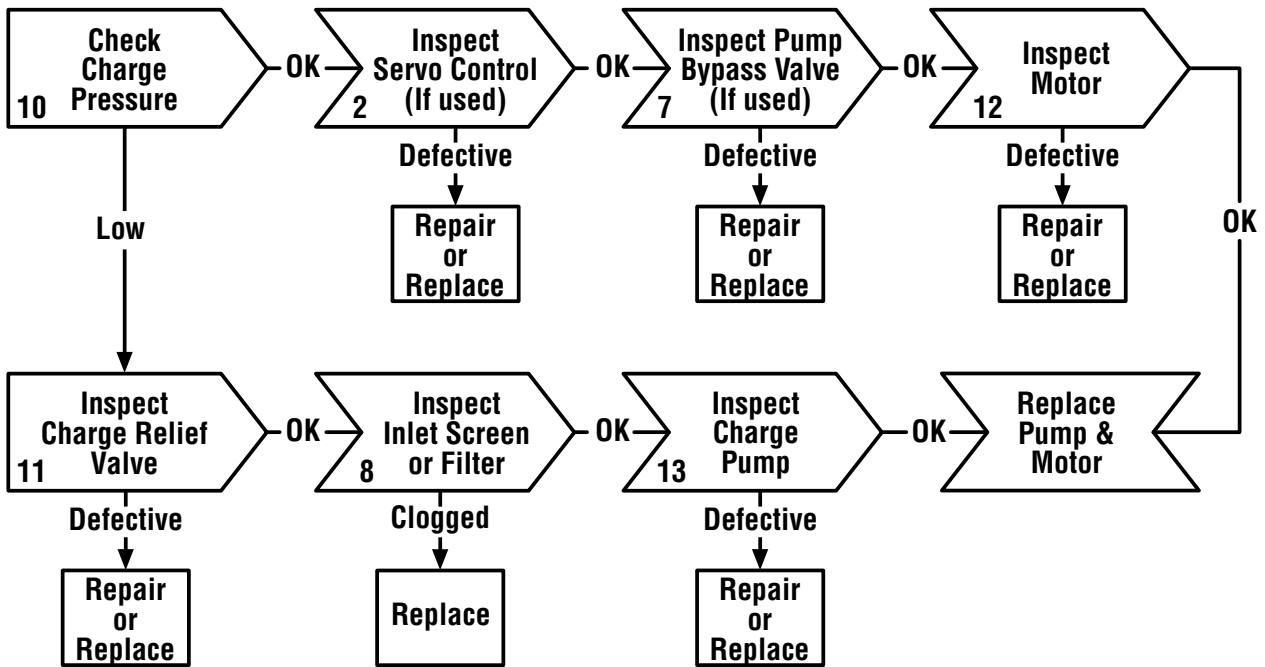 Check
Charge
Pressure
10
OK
Inspect
Servo Control
(If used)
2
OK
Inspect Pump
Bypass Valve
(If used)
7
OK
Inspect
Motor
12
Defective
Repair
or
Replace
Defective
Repair
or
Replace
Defective
Repair
or
Replace
OK
Low
Inspect
Charge Relief
Valve
11
OK
Inspect
Inlet Screen
or Filter
8
OK
Inspect
Charge
Pump
13
OK
Replace
Pump &
Motor
Defective
Repair
or
Replace
Clogged
Replace
Defective
Repair
or
Replace